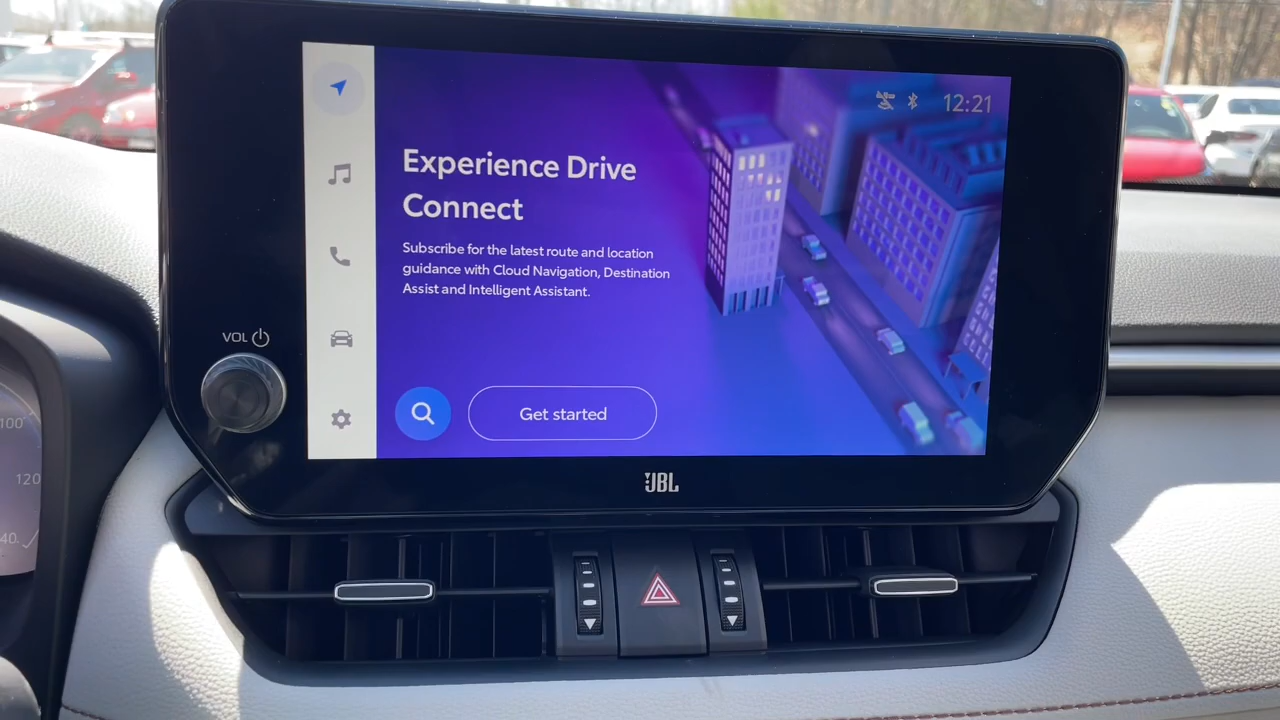 12:21
Experience Drive
Connect
Subscribe for the latest route and location
guidance with Cloud Navigation, Destination
Assist and Intelligent Assistant.
VOL
Get started
JBL
100
120